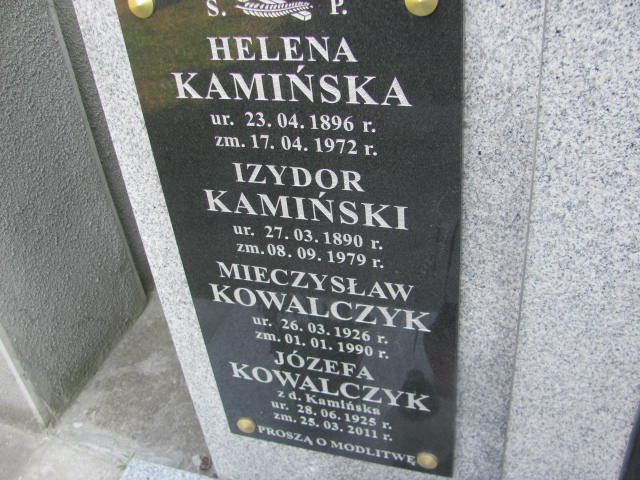 S. P.
HELENA
KAMIŃSKA
ur. 23.04.1896 r.
zm. 17.04.1972 r.
IZYDOR
KAMIŃSKI
ur. 27.03.1890 r.
zm. 08.09.1979 r.
MIECZYSŁAW
KOWALCZYK
ur. 26.03.1926 r.
zm. 01.01.1990 r.
JÓZEFA
KOWALCZYK
z d. Kamińska
ur. 28.06.1925 r.
zm. 25.03.2011 r.
PROSZĄ O MODLITWĘ